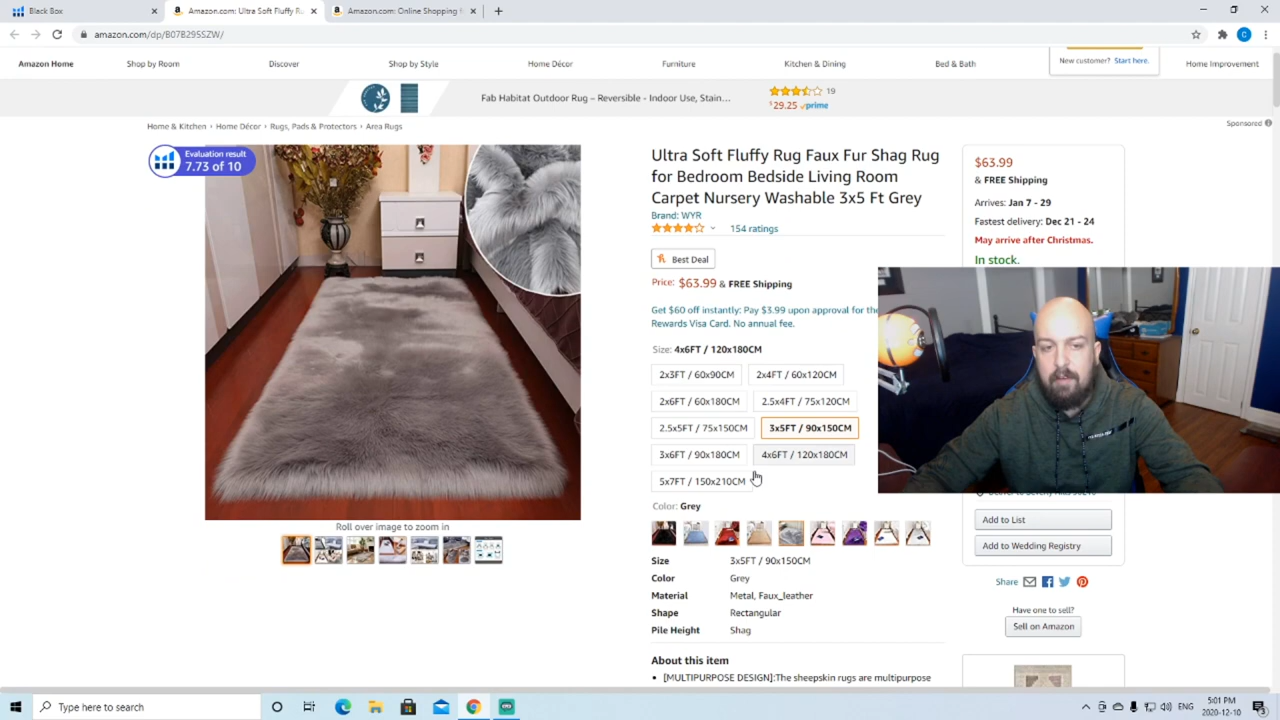 Black Box
Amazon.com: Ultra Soft Fluffy Ru
Amazon.com: Online Shopping f
amazon.com/dp/B07B295SZW/
C
Amazon Home
Shop by Room
Discover
Shop by Style
Home Décor
Furniture
Kitchen & Dining
Bed & Bath
New customer? Start here.
Home Improvement
Fab Habitat Outdoor Rug – Reversible - Indoor Use, Stain...
19
$29.25 prime
Sponsored
Home & Kitchen › Home Décor › Rugs, Pads & Protectors › Area Rugs
Evaluation result
7.73 of 10
Roll over image to zoom in
Ultra Soft Fluffy Rug Faux Fur Shag Rug
for Bedroom Bedside Living Room
Carpet Nursery Washable 3x5 Ft Grey
Brand: WYR
154 ratings
Best Deal
Price: $63.99 & FREE Shipping
Get $60 off instantly: Pay $3.99 upon approval for the
Rewards Visa Card. No annual fee.
Size: 4x6FT / 120x180CM
2x3FT / 60x90CM
2x4FT / 60x120CM
2x6FT / 60x180CM
2.5x4FT / 75x120CM
2.5x5FT / 75x150CM
3x5FT / 90x150CM
3x6FT / 90x180CM
4x6FT / 120x180CM
5x7FT / 150x210CM
Color: Grey
Size 3x5FT / 90x150CM
Color Grey
Material Metal, Faux_leather
Shape Rectangular
Pile Height Shag
About this item
• [MULTIPURPOSE DESIGN]:The sheepskin rugs are multipurpose
$63.99
& FREE Shipping
Arrives: Jan 7 - 29
Fastest delivery: Dec 21 - 24
May arrive after Christmas.
In stock.
Add to List
Add to Wedding Registry
Share
Have one to sell?
Sell on Amazon
Type here to search
ENG
5:01 PM
2020-12-10
3